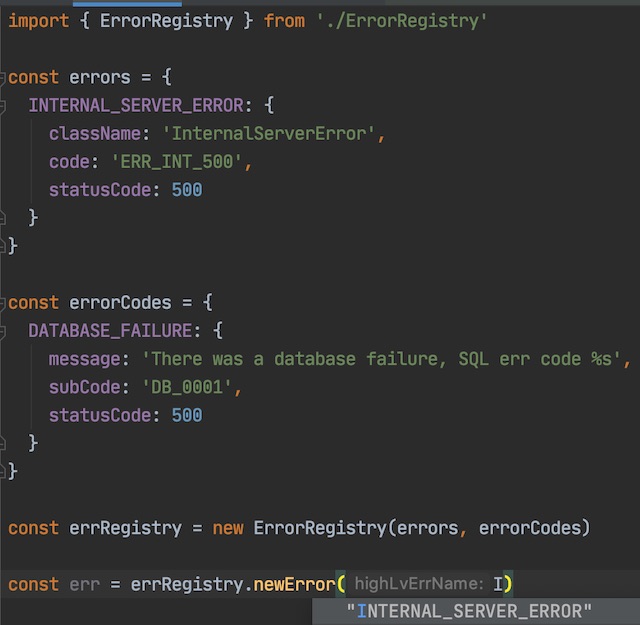 import { ErrorRegistry } from './ErrorRegistry'
const errors = {
INTERNAL_SERVER_ERROR: {
className: 'InternalServerError',
code: 'ERR_INT_500',
statusCode: 500
}
}
const errorCodes = {
DATABASE_FAILURE: {
message: 'There was a database failure, SQL err code %s',
subCode: 'DB_0001',
statusCode: 500
}
}
const errRegistry = new ErrorRegistry(errors, errorCodes)
const err = errRegistry.newError( highLvErrName: I)
"INTERNAL_SERVER_ERROR"